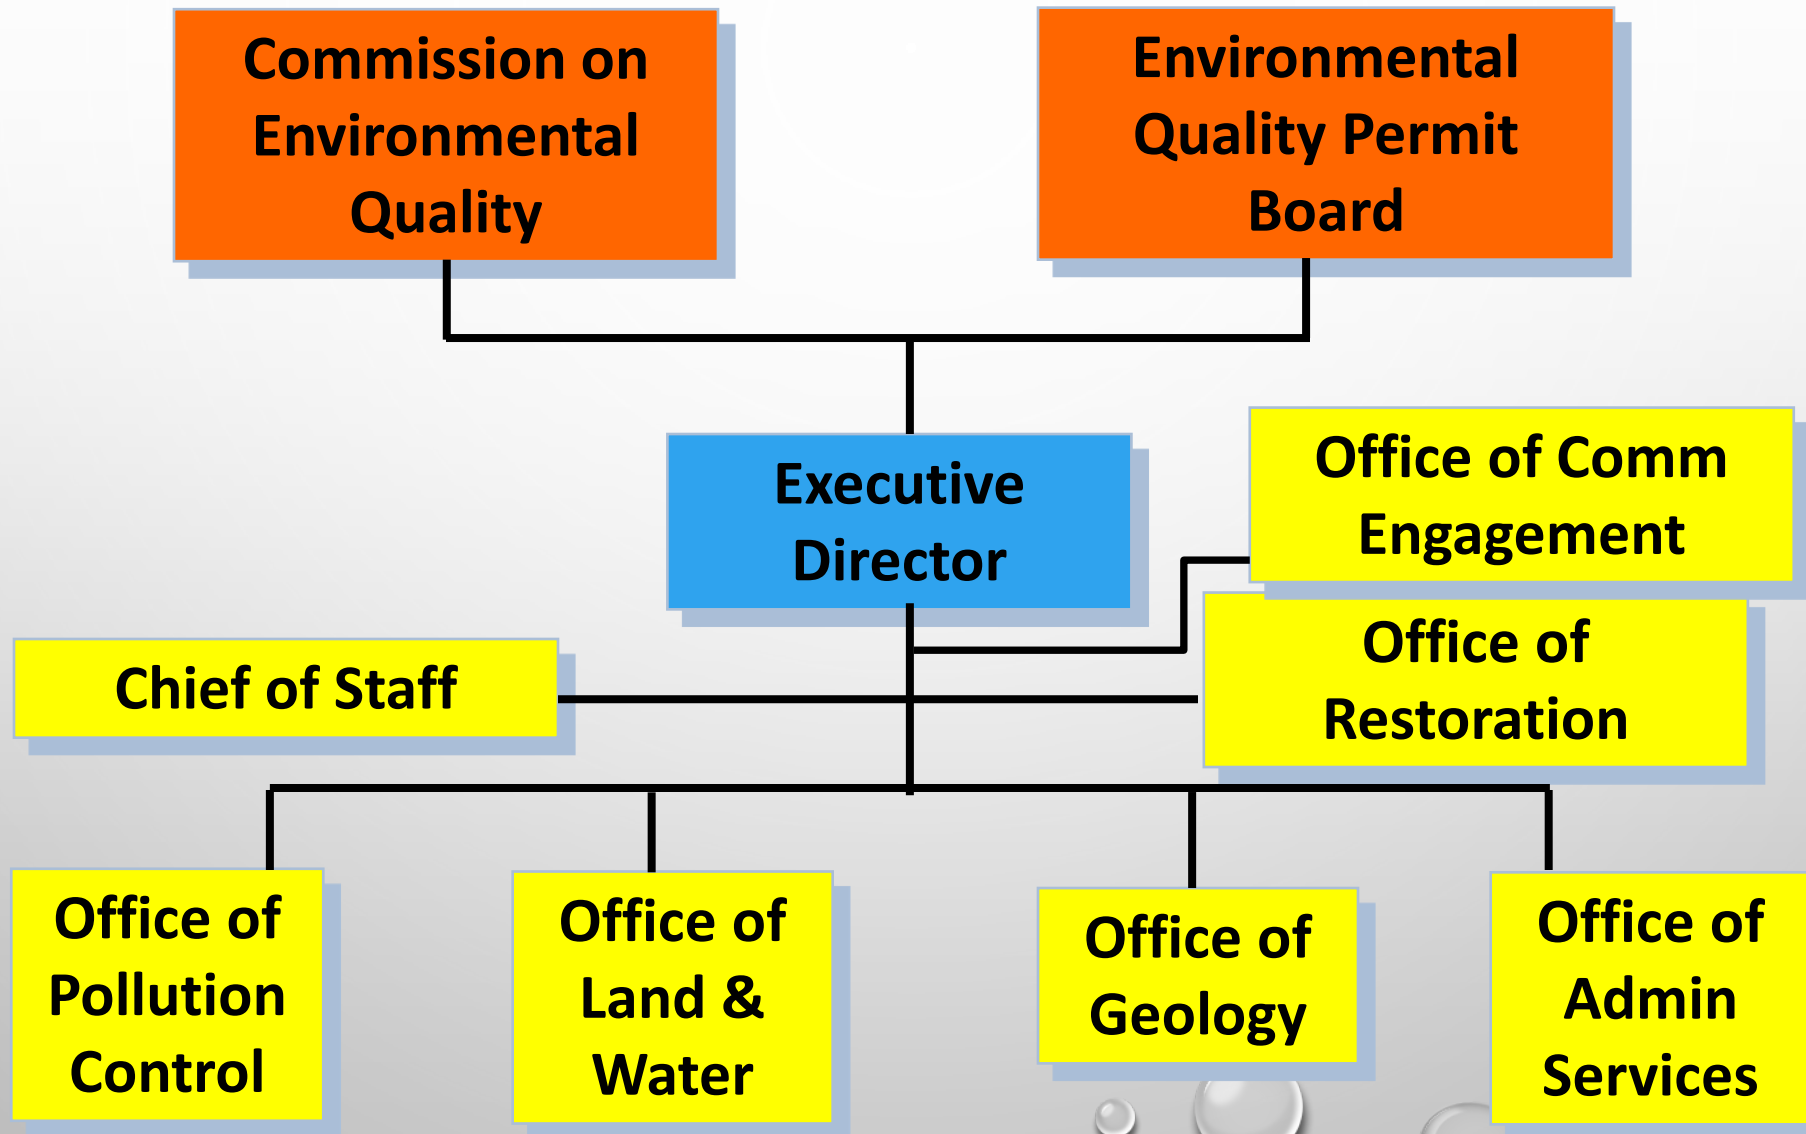 Commission on
Environmental
Quality
Environmental
Quality Permit
Board
Executive
Director
Office of Comm
Engagement
Office of
Restoration
Chief of Staff
Office of
Pollution
Control
Office of
Land &
Water
Office of
Geology
Office of
Admin
Services